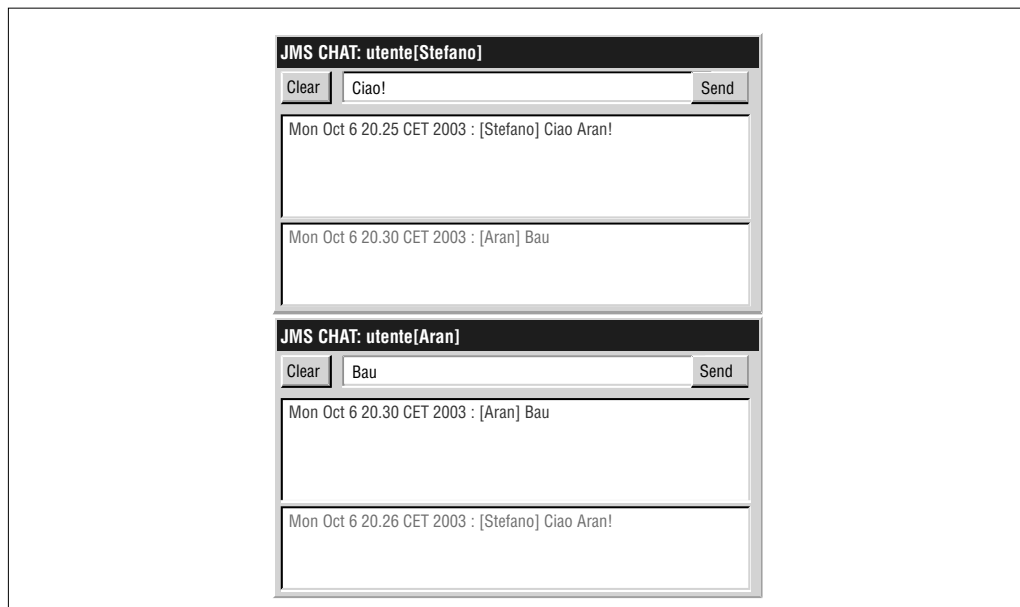 JMS CHAT: utente[Stefano]
Clear Ciao! Send
Mon Oct 6 20.25 CET 2003 : [Stefano] Ciao Aran!
Mon Oct 6 20.30 CET 2003 : [Aran] Bau
JMS CHAT: utente[Aran]
Clear Bau Send
Mon Oct 6 20.30 CET 2003 : [Aran] Bau
Mon Oct 6 20.26 CET 2003 : [Stefano] Ciao Aran!